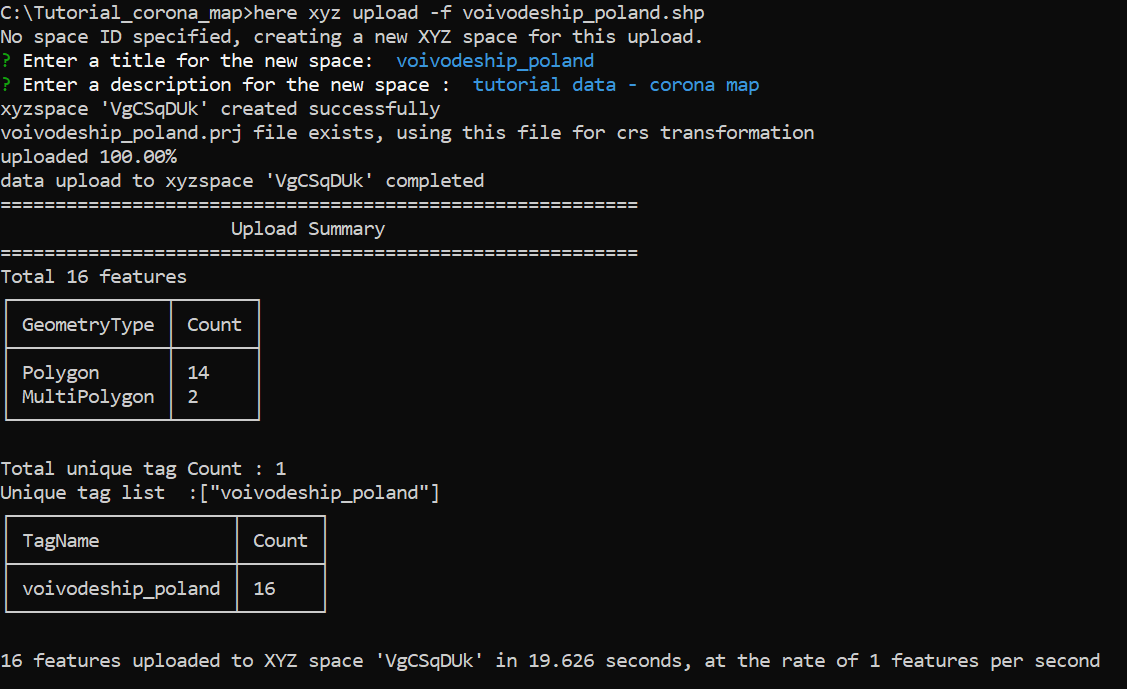 C:\Tutorial_corona_map>here xyz upload -f voivodeship_poland.shp
No space ID specified, creating a new XYZ space for this upload.
? Enter a title for the new space:  voivodeship_poland
? Enter a description for the new space :  tutorial data - corona map
xyzspace 'VgCSqDUk' created successfully
voivodeship_poland.prj file exists, using this file for crs transformation
uploaded 100.00%
data upload to xyzspace 'VgCSqDUk' completed
==========================================================
Upload Summary
==========================================================
Total 16 features
GeometryType Count
Polygon 14
MultiPolygon 2
Total unique tag Count : 1
Unique tag list  :["voivodeship_poland"]
TagName Count
voivodeship_poland 16
16 features uploaded to XYZ space 'VgCSqDUk' in 19.626 seconds, at the rate of 1 features per second